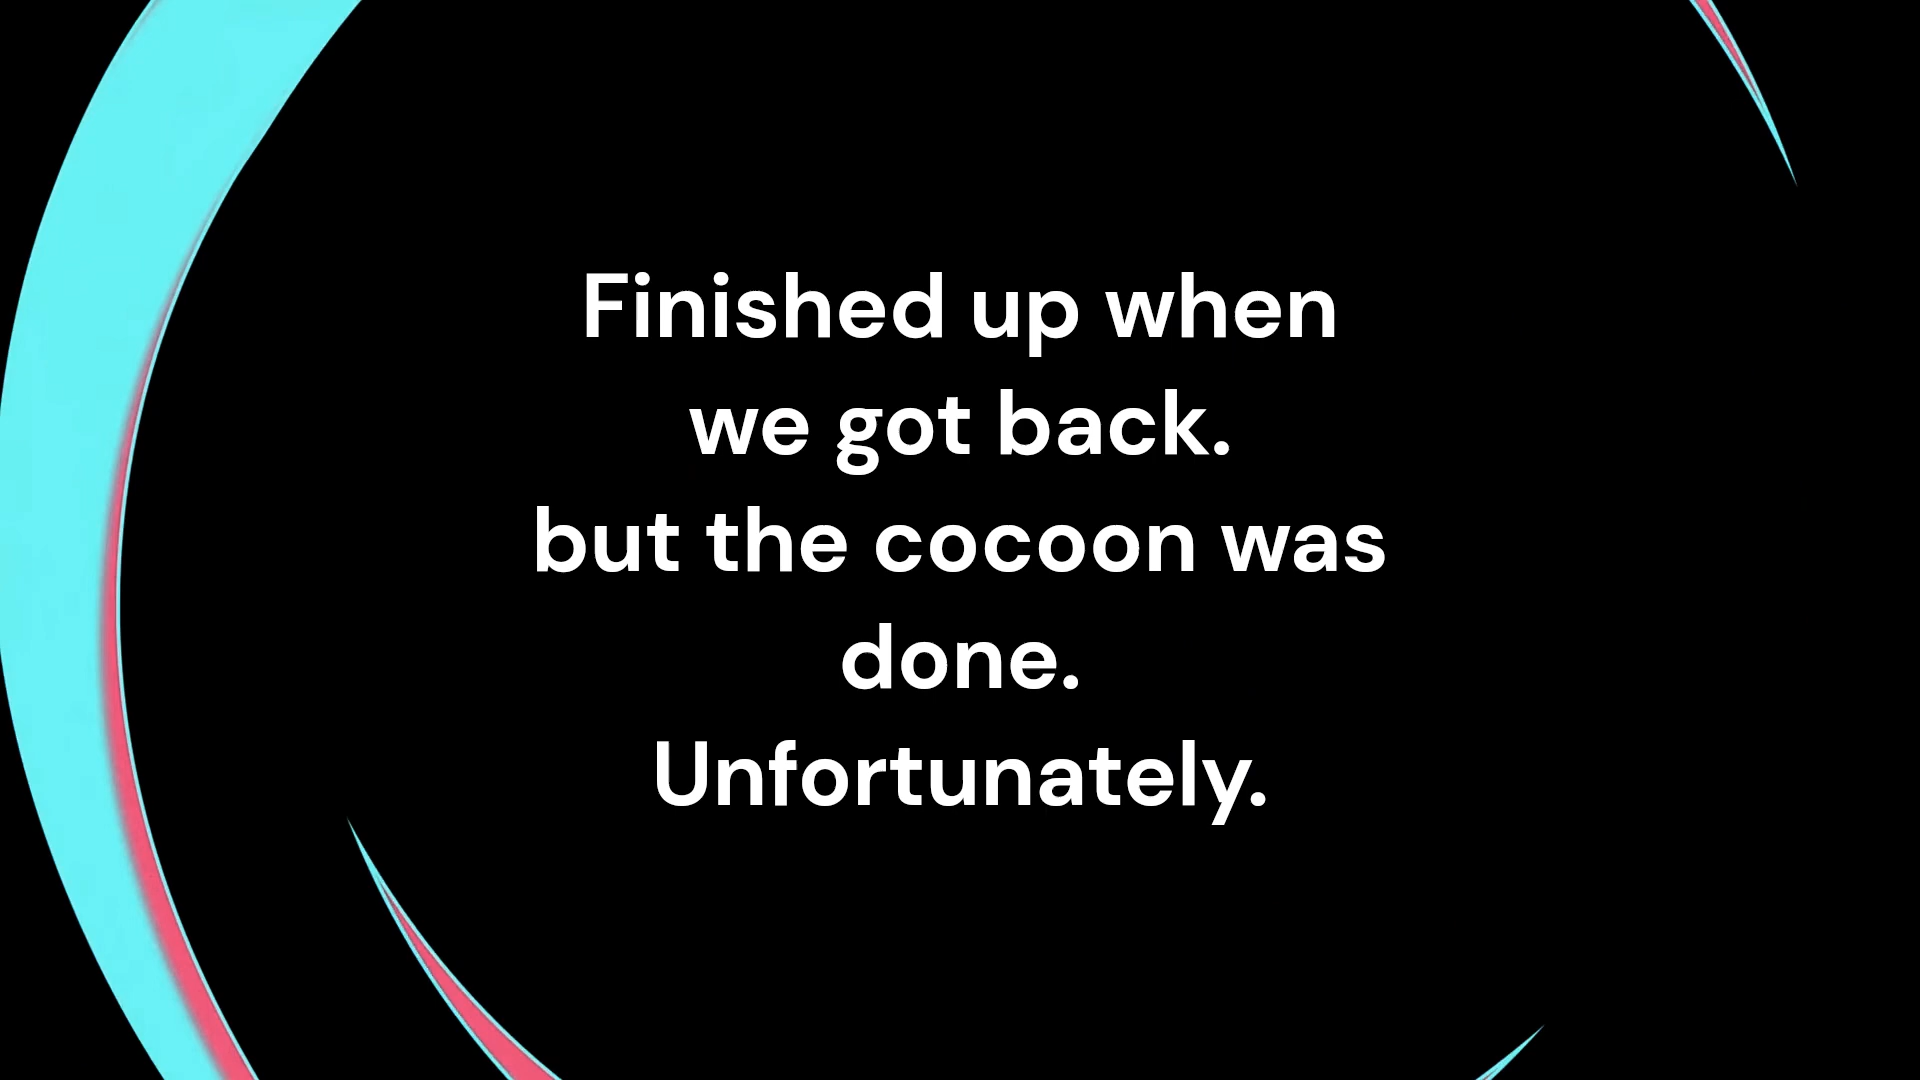 Finished up when
we got back.
but the cocoon was
done.
Unfortunately.